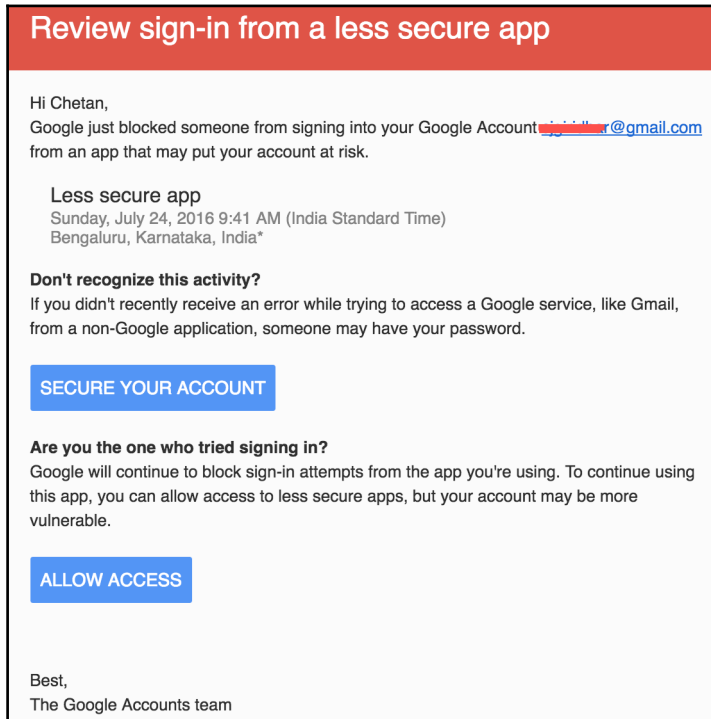 Review sign-in from a less secure app
Hi Chetan,
Google just blocked someone from signing into your Google Account r@gmail.com
from an app that may put your account at risk.
Less secure app
Sunday, July 24, 2016 9:41 AM (India Standard Time)
Bengaluru, Karnataka, India*
Don't recognize this activity?
If you didn't recently receive an error while trying to access a Google service, like Gmail,
from a non-Google application, someone may have your password.
SECURE YOUR ACCOUNT
Are you the one who tried signing in?
Google will continue to block sign-in attempts from the app you're using. To continue using
this app, you can allow access to less secure apps, but your account may be more
vulnerable.
ALLOW ACCESS
Best,
The Google Accounts team